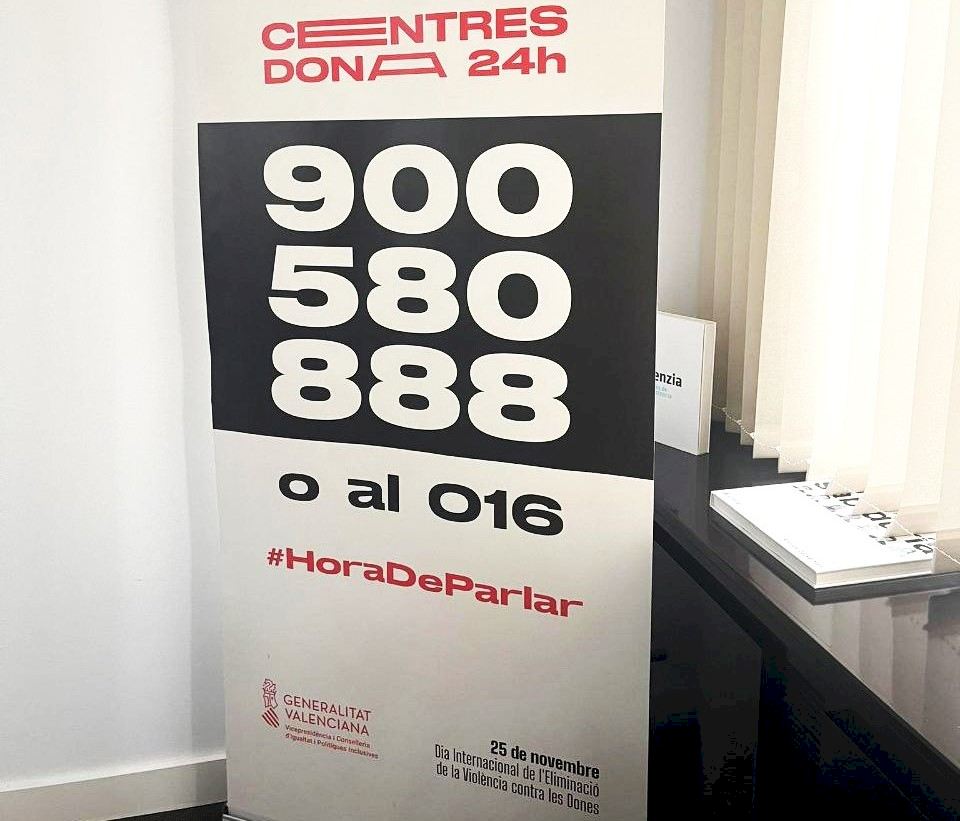 CENTRES
DONA 24h
900
580
888
o al 016
#HoraDeParlar
GENERALITAT
VALENCIANA
Vicepresidència i Conselleria
d'Igualtat i Polítiques Inclusives
25 de novembre
Dia Internacional de l'Eliminació
de la Violència contra les Dones
enzia